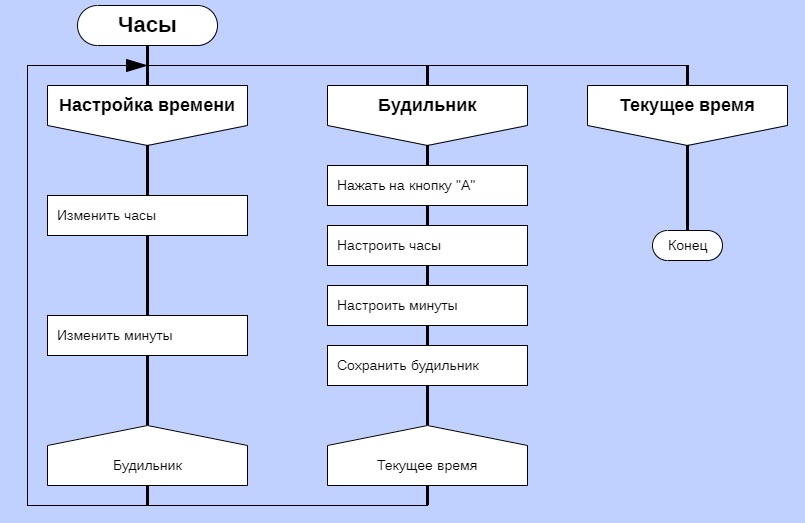 Часы
Настройка времени
Изменить часы
Изменить минуты
Будильник
Будильник
Нажать на кнопку "А"
Настроить часы
Настроить минуты
Сохранить будильник
Текущее время
Текущее время
Конец